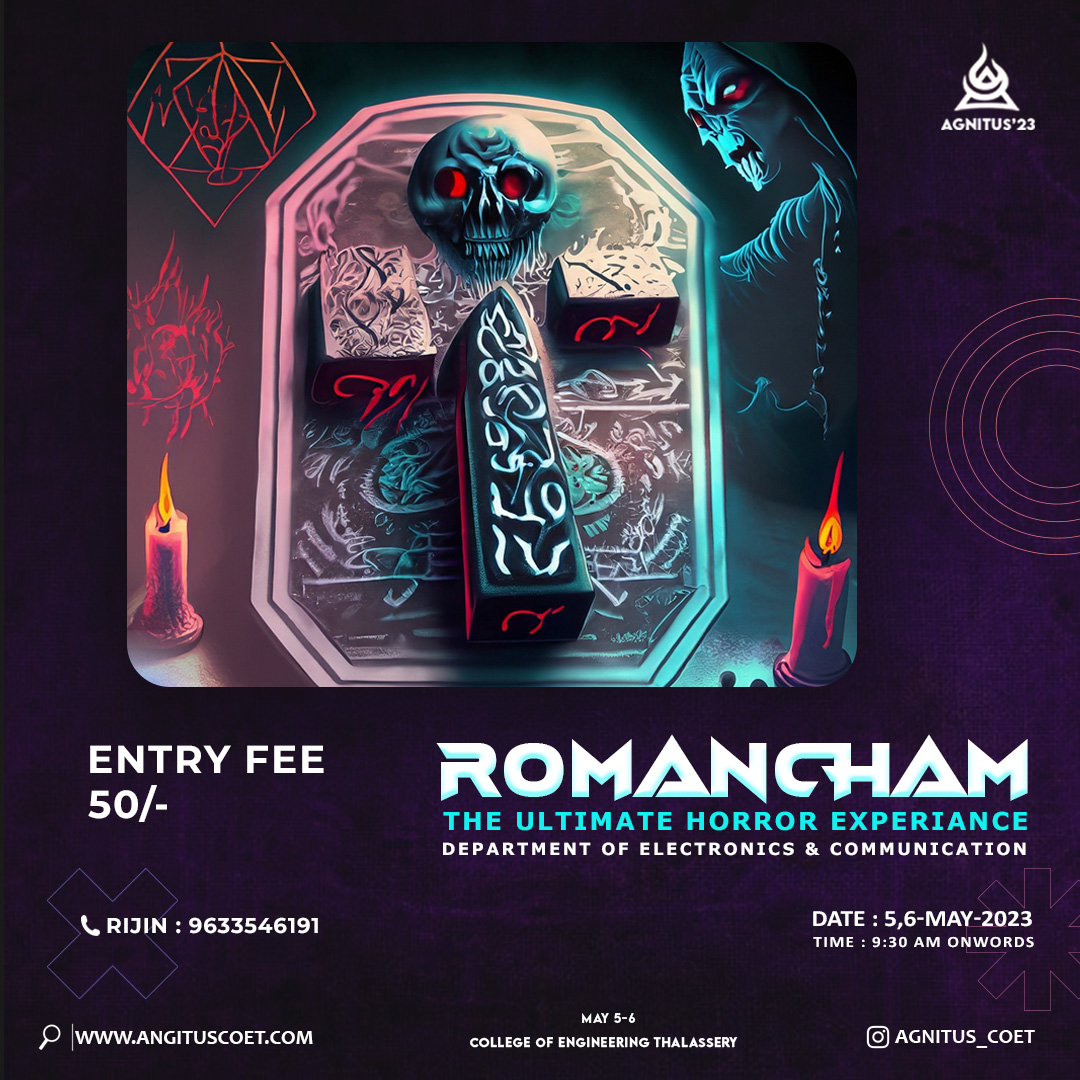 AGNITUS'23
ENTRY FEE
50/-
ROMANCHAM
THE ULTIMATE HORROR EXPERIANCE
DEPARTMENT OF ELECTRONICS & COMMUNICATION
RIJIN : 9633546191
DATE : 5,6-MAY-2023
TIME : 9:30 AM ONWORDS
MAY 5-6
COLLEGE OF ENGINEERING THALASSERY
WWW.ANGITUSCOET.COM
AGNITUS_COET